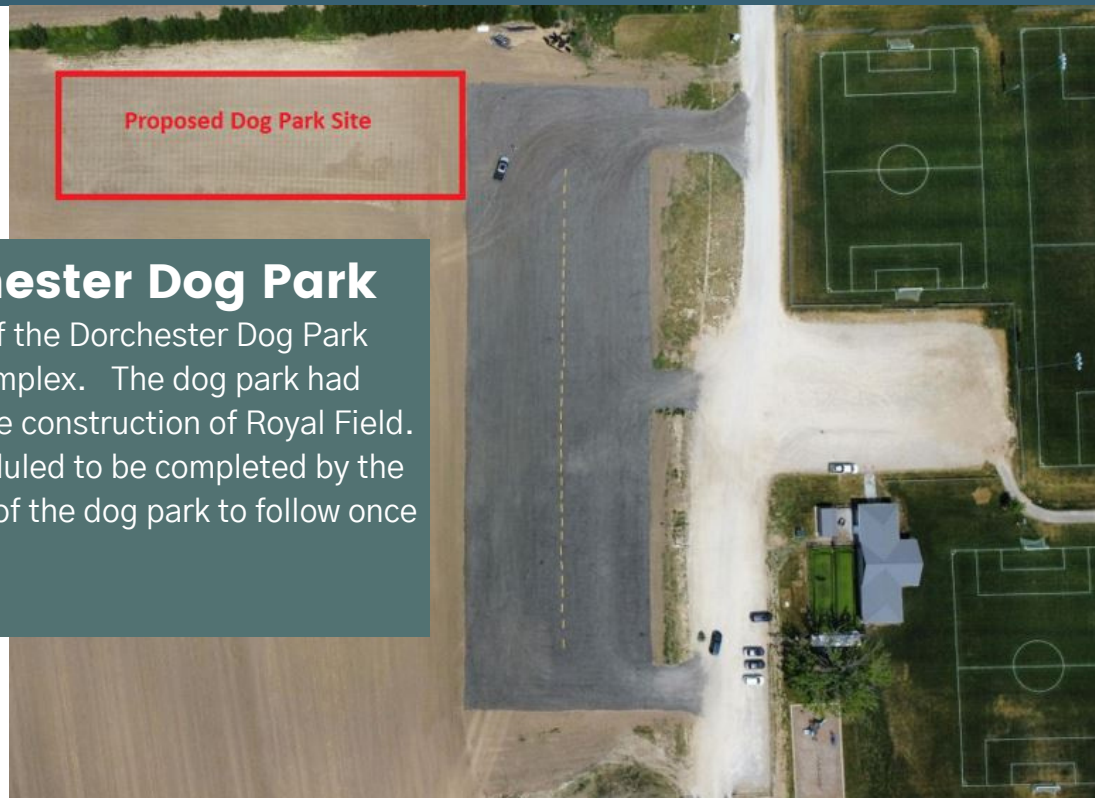 Proposed Dog Park Site
hester Dog Park
f the Dorchester Dog Park
mplex. The dog park had
e construction of Royal Field.
duled to be completed by the
of the dog park to follow once